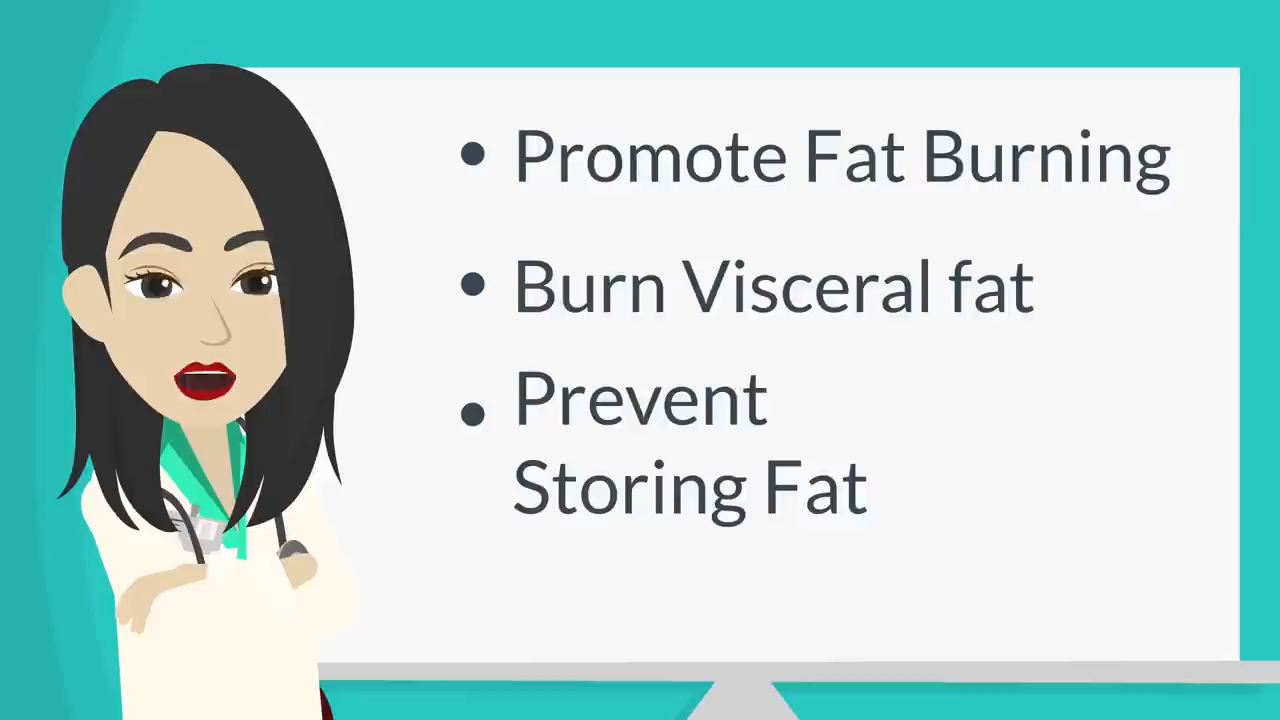 • Promote Fat Burning
• Burn Visceral fat
• Prevent
Storing Fat